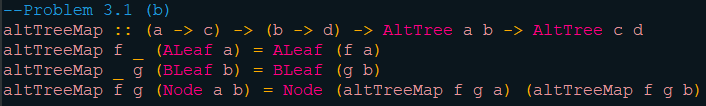 --Problem 3.1 (b)
altTreeMap :: (a -> c) -> (b -> d) -> AltTree a b -> AltTree c d
altTreeMap f _ (ALeaf a) = ALeaf (f a)
altTreeMap _ g (BLeaf b) = BLeaf (g b)
altTreeMap f g (Node a b) = Node (altTreeMap f g a) (altTreeMap f g b)